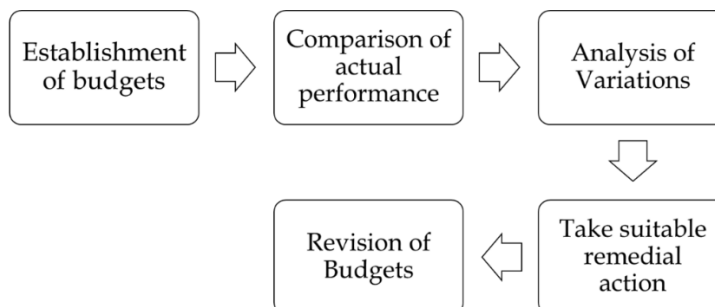 Establishment
of budgets
Comparison of
actual
performance
Analysis of
Variations
Take suitable
remedial
action
Revision of
Budgets